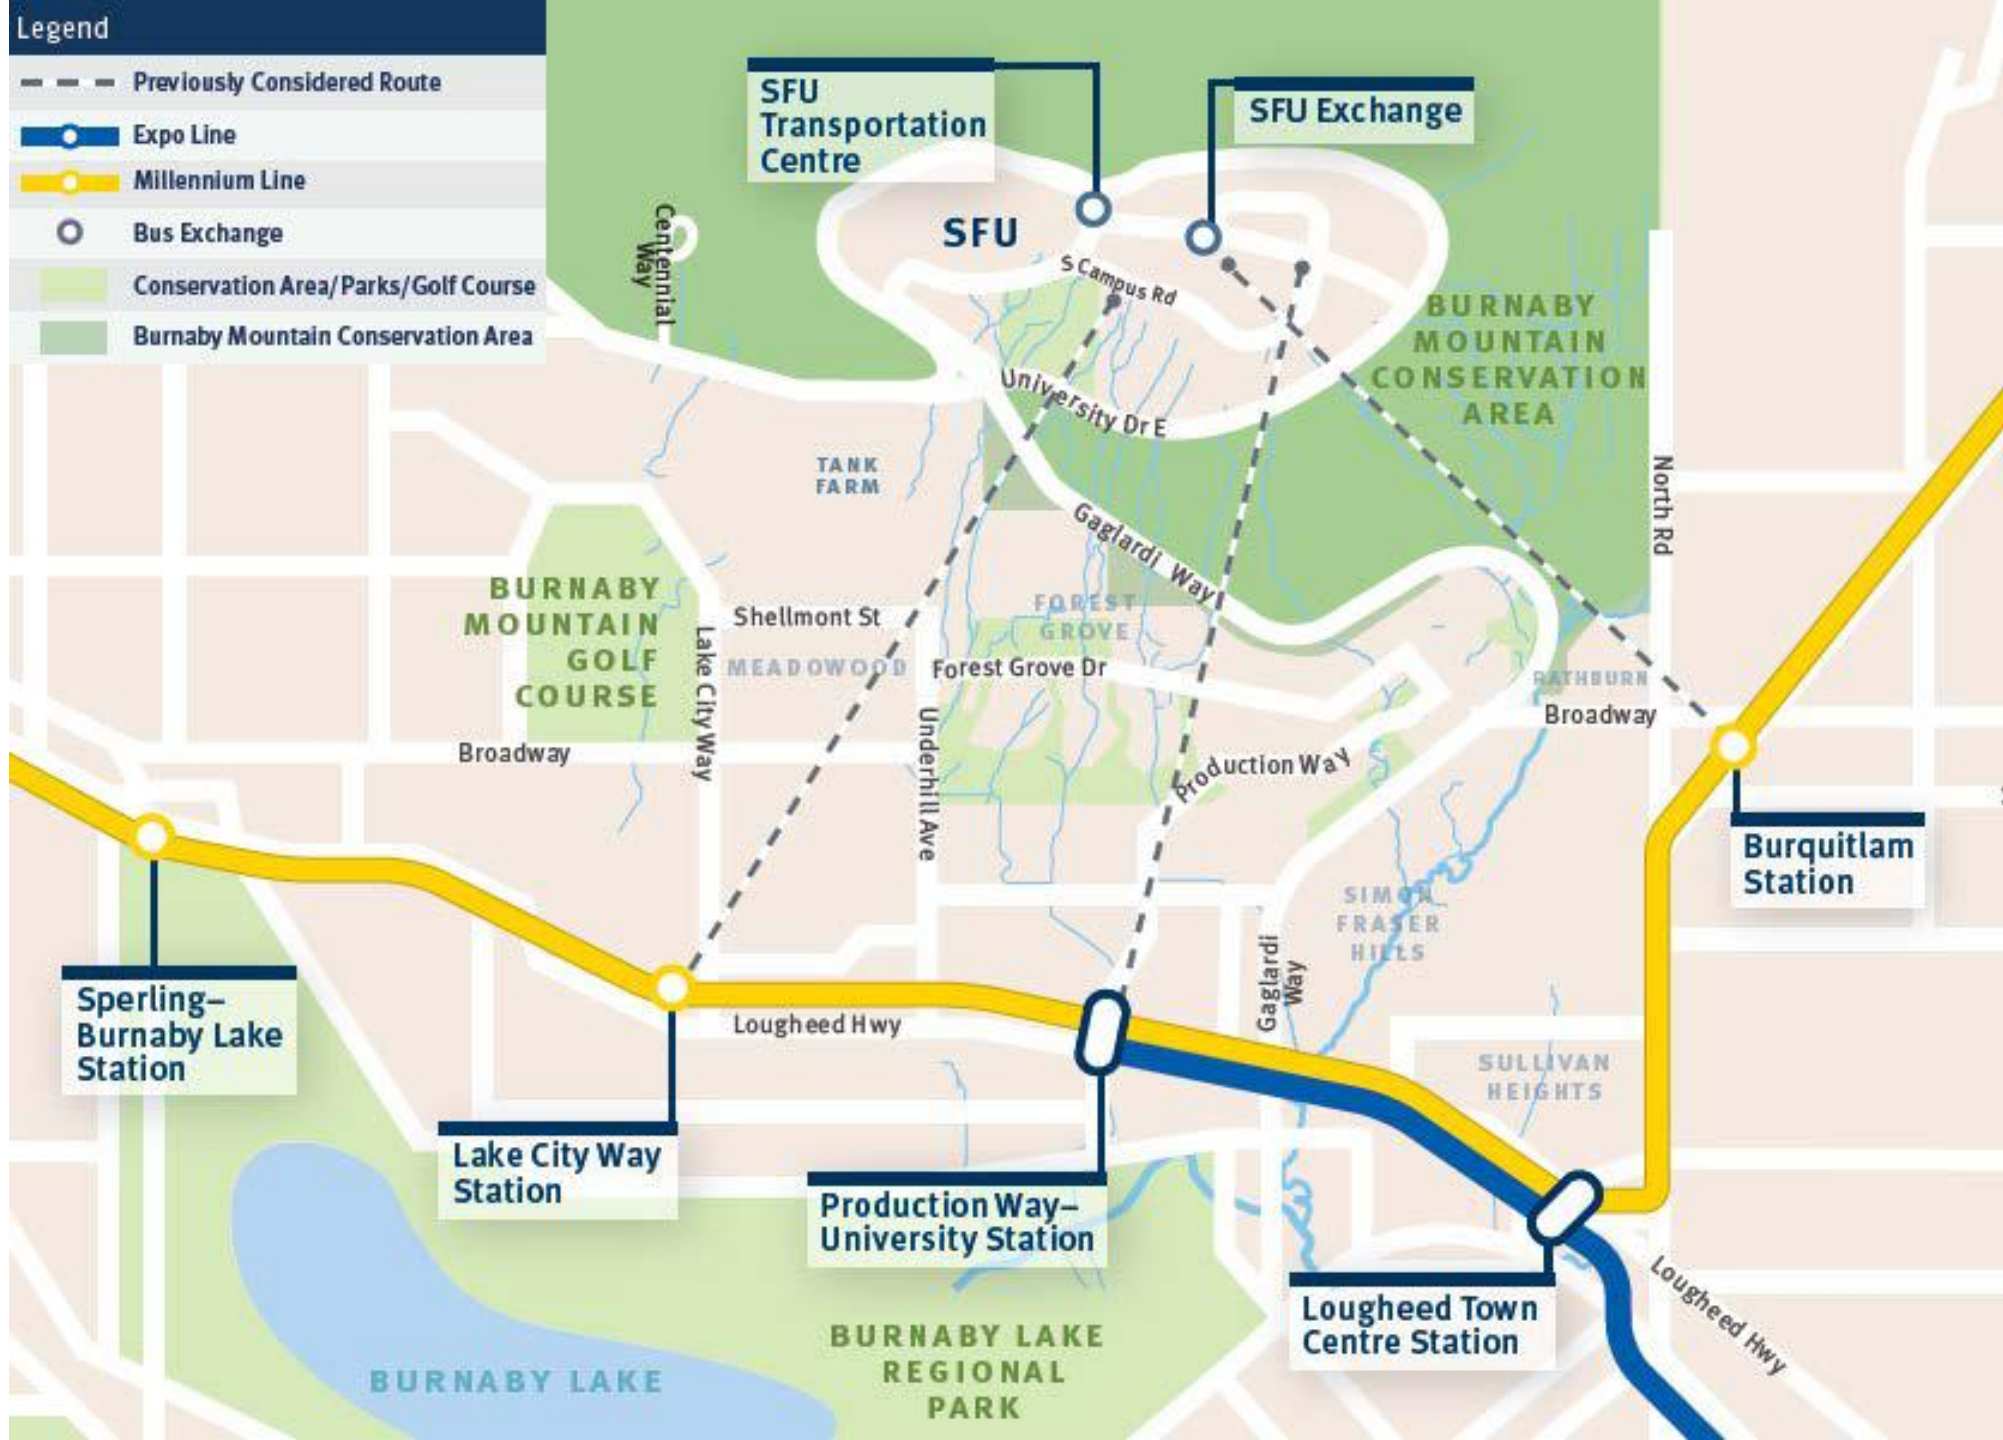 Legend
Previously Considered Route
Expo Line
Millennium Line
Bus Exchange
Conservation Area/Parks/Golf Course
Burnaby Mountain Conservation Area
SFU
Transportation
Centre
SFU Exchange
SFU
S Campus Rd
Centennial
Way
BURNABY
MOUNTAIN
CONSERVATION
AREA
University Dr E
TANK
FARM
North Rd
Gaglardi Way
BURNABY
MOUNTAIN
GOLF
COURSE
Shellmont St
FOREST
GROVE
MEADOWOOD
Forest Grove Dr
RATHBURN
Broadway
Lake City Way
Broadway
Underhill Ave
Production Way
Burquitlam
Station
SIMON
FRASER
HILLS
Gaglardi
Way
Sperling–
Burnaby Lake
Station
Lougheed Hwy
SULLIVAN
HEIGHTS
Lake City Way
Station
Production Way–
University Station
Lougheed Town
Centre Station
Lougheed Hwy
BURNABY LAKE
BURNABY LAKE
REGIONAL
PARK